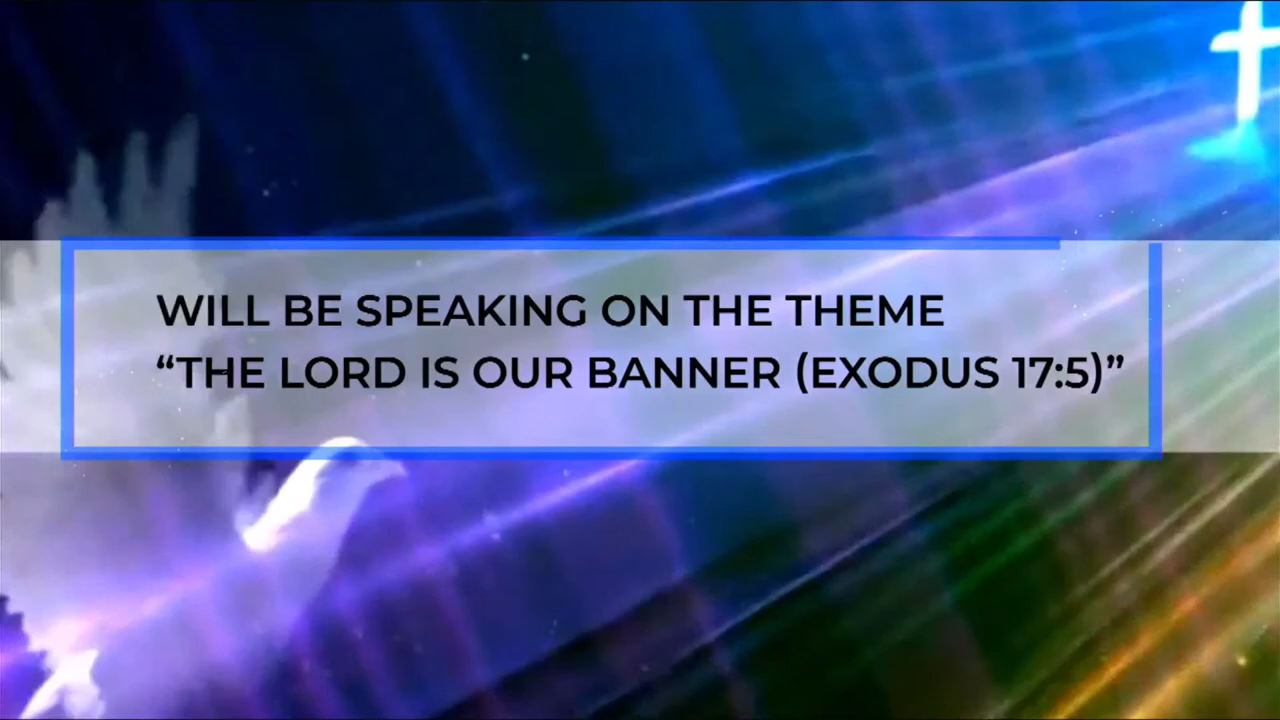 WILL BE SPEAKING ON THE THEME
“THE LORD IS OUR BANNER (EXODUS 17:5)”